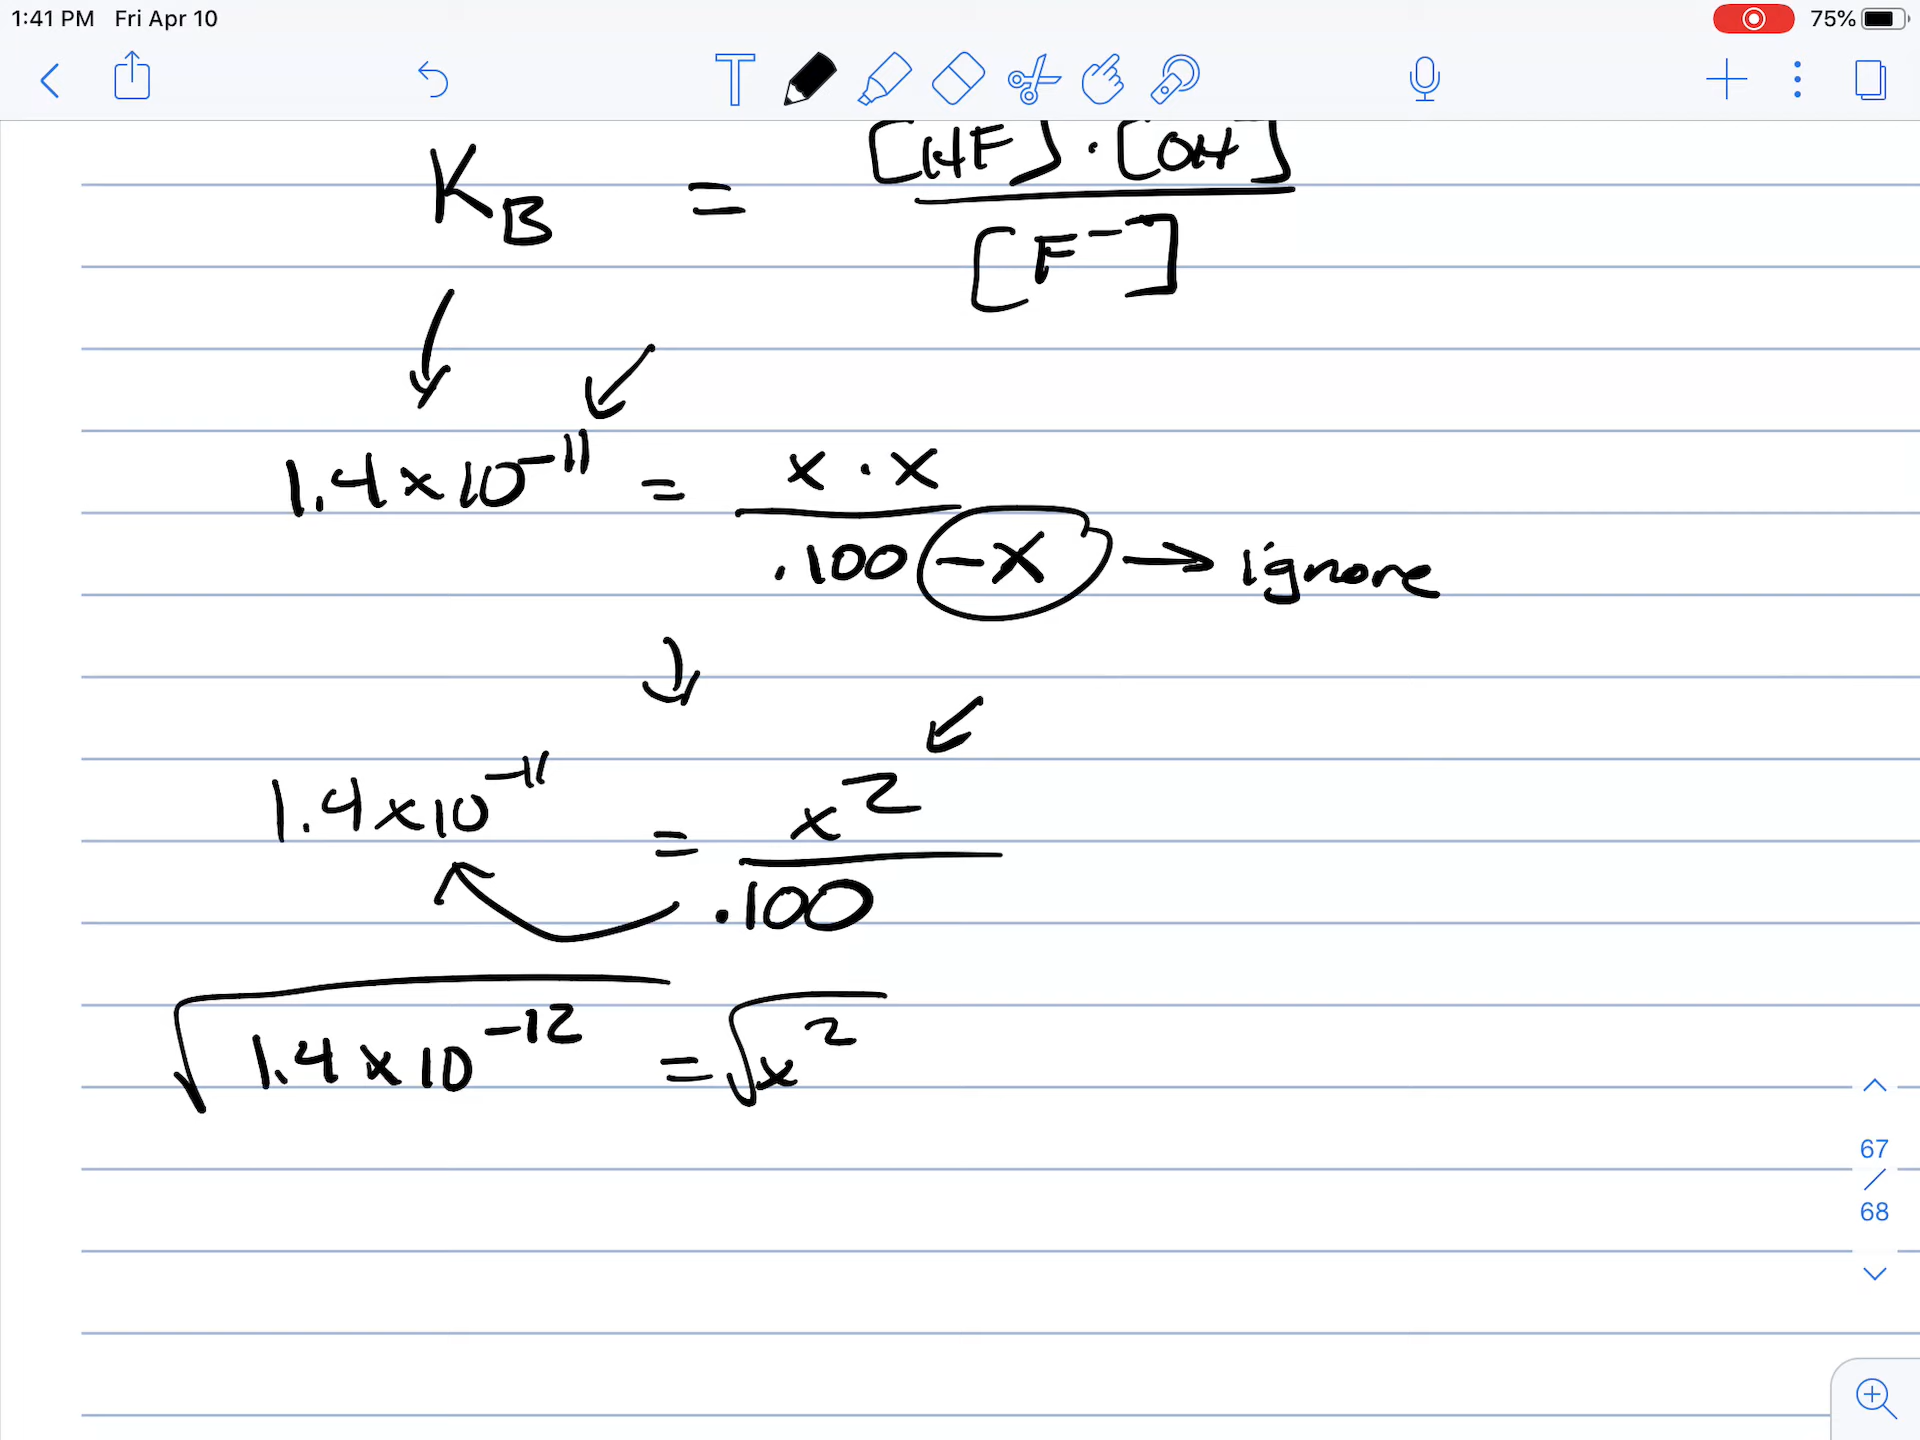 1:41 PM Fri Apr 10 75%
T
K_B = [HF] · [OH] / [F⁻]
1.4 x 10⁻¹¹ = x · x / .100 - x → ignore
1.4 x 10⁻¹¹ = x² / .100
√1.4 x 10⁻¹² = √x²
67
/
68